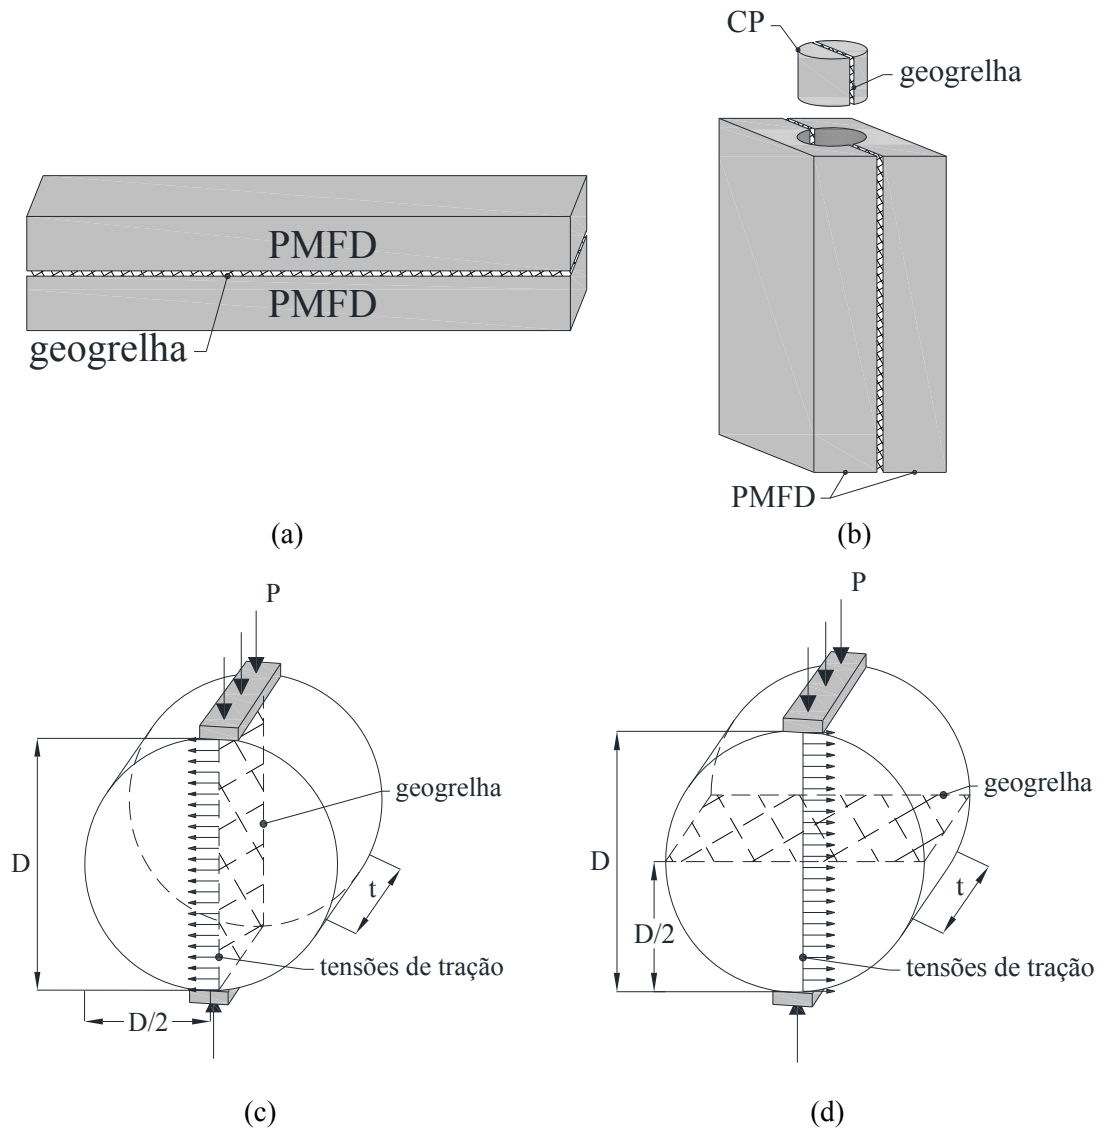 CP
geogrelha
PMFD
PMFD
geogrelha
PMFD
(a)
(b)
P
geogrelha
D
t
tensões de tração
D/2
P
geogrelha
D
t
D/2
tensões de tração
(c)
(d)